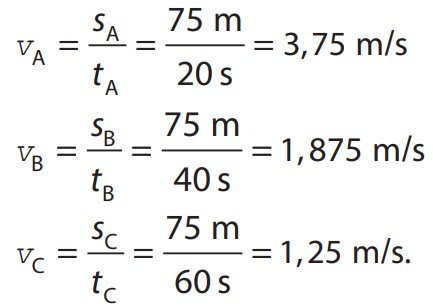 v_A = s_A / t_A = 75 m / 20 s = 3,75 m/s
v_B = s_B / t_B = 75 m / 40 s = 1,875 m/s
v_C = s_C / t_C = 75 m / 60 s = 1,25 m/s.